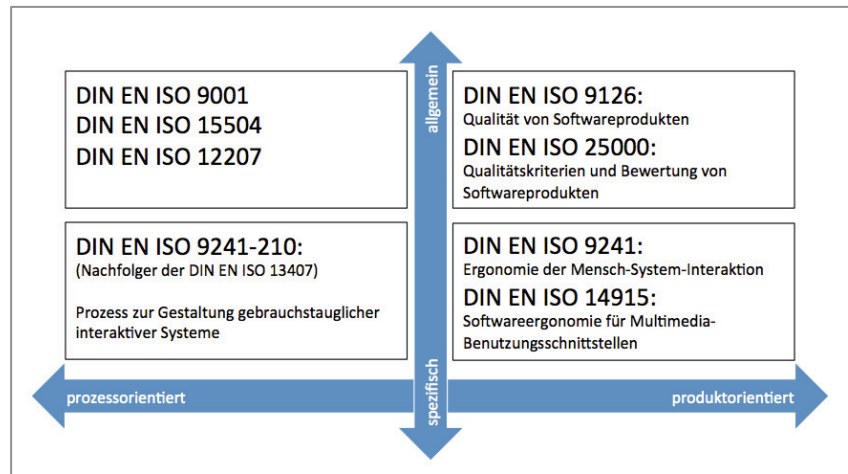 allgemein
DIN EN ISO 9001
DIN EN ISO 15504
DIN EN ISO 12207
DIN EN ISO 9126:
Qualität von Softwareprodukten
DIN EN ISO 25000:
Qualitätskriterien und Bewertung von
Softwareprodukten
DIN EN ISO 9241-210:
(Nachfolger der DIN EN ISO 13407)
Prozess zur Gestaltung gebrauchstauglicher
interaktiver Systeme
DIN EN ISO 9241:
Ergonomie der Mensch-System-Interaktion
DIN EN ISO 14915:
Softwareergonomie für Multimedia-
Benutzungsschnittstellen
prozessorientiert
spezifisch
produktorientiert